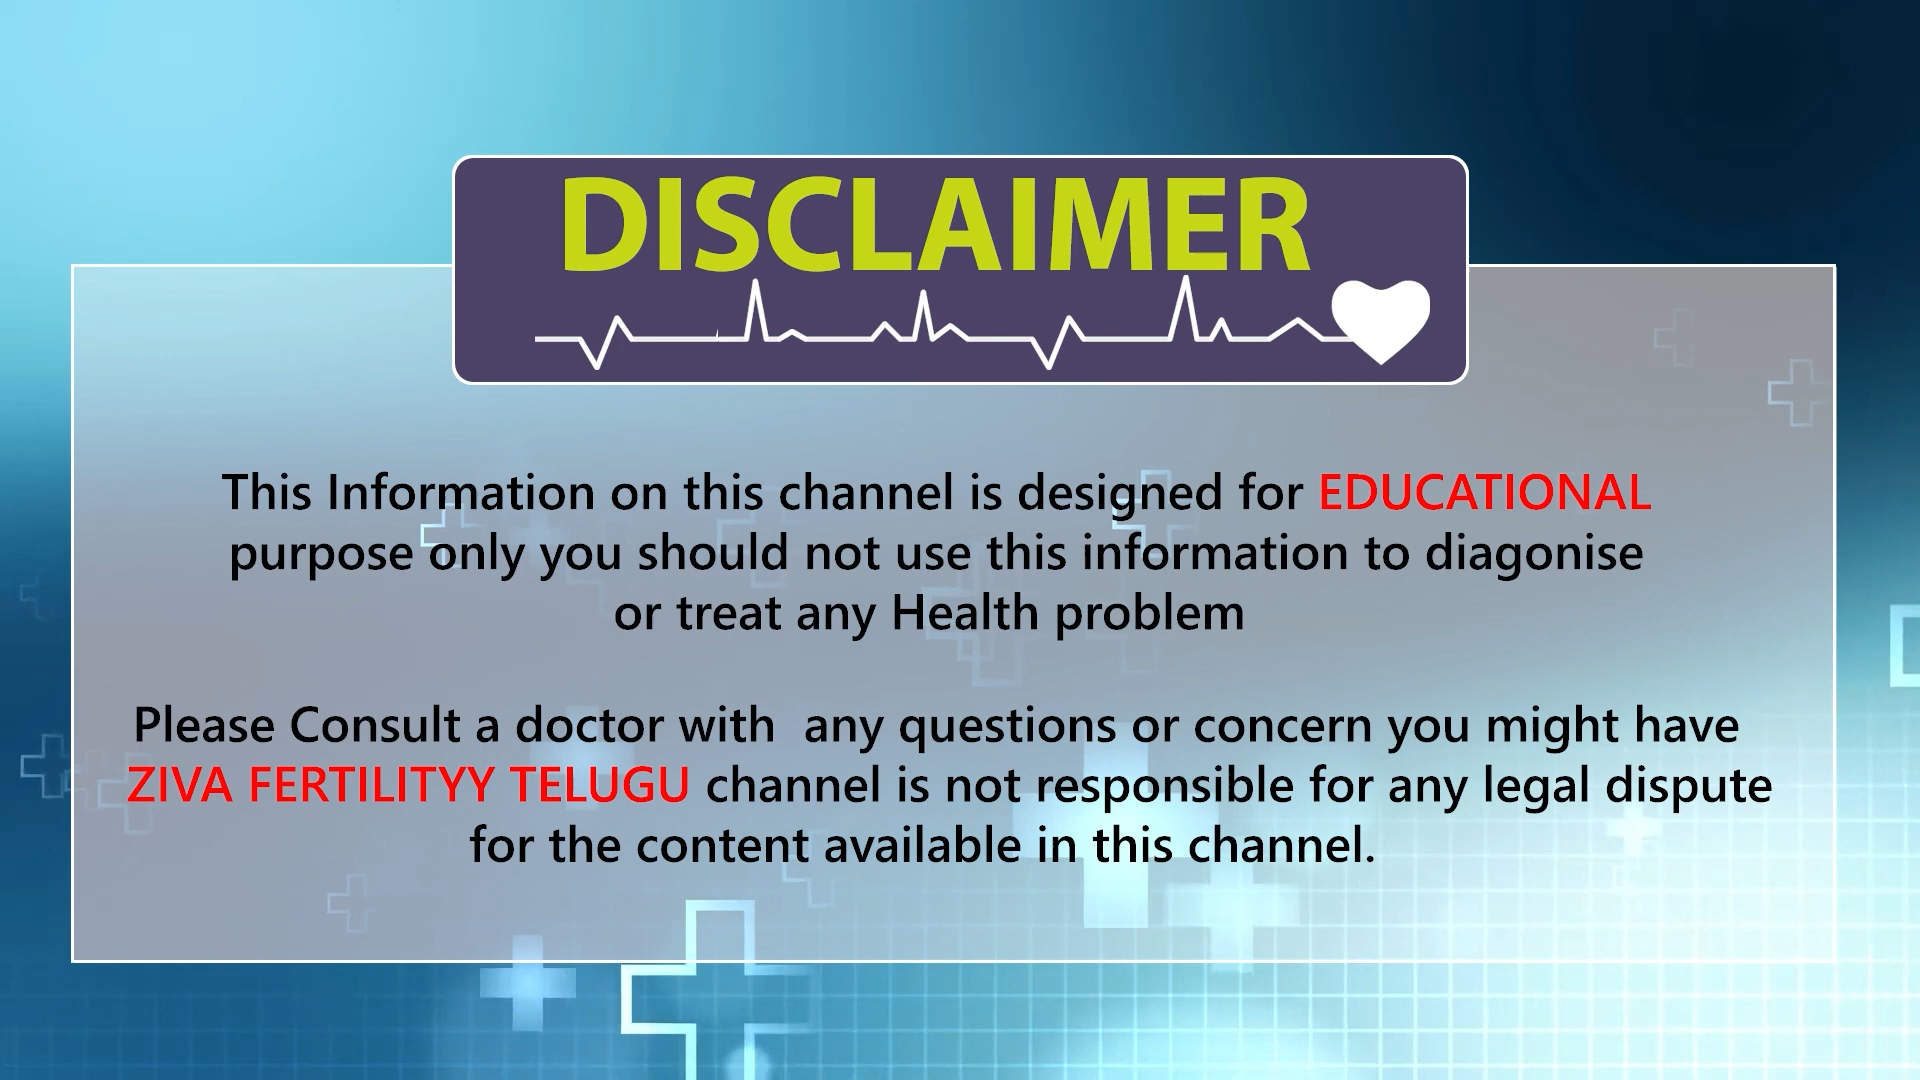 DISCLAIMER
This Information on this channel is designed for EDUCATIONAL
purpose only you should not use this information to diagonise
or treat any Health problem
Please Consult a doctor with  any questions or concern you might have
ZIVA FERTILITYY TELUGU channel is not responsible for any legal dispute
for the content available in this channel.